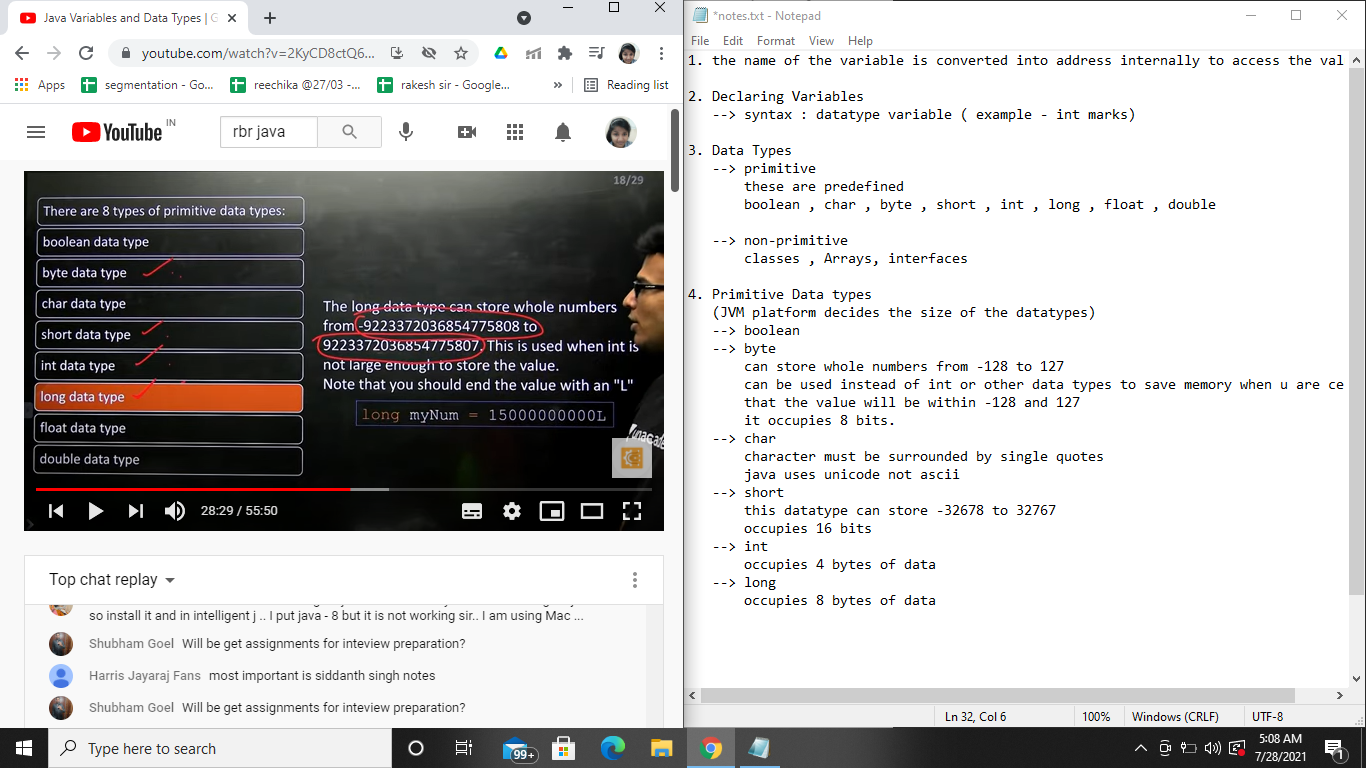 Java Variables and Data Types | G
youtube.com/watch?v=2KyCD8ctQ6...
Apps
segmentation - Go...
reechika @27/03 -...
rakesh sir - Google...
»
Reading list
YouTube IN
rbr java
18/29
There are 8 types of primitive data types:
boolean data type
byte data type
char data type
short data type
int data type
long data type
float data type
double data type
The long data type can store whole numbers
from -9223372036854775808 to
9223372036854775807. This is used when int is
not large enough to store the value.
Note that you should end the value with an "L"
long myNum = 15000000000L
28:29 / 55:50
Top chat replay
so install it and in intelligent j .. I put java - 8 but it is not working sir.. I am using Mac ...
Shubham Goel Will be get assignments for inteview preparation?
Harris Jayaraj Fans most important is siddanth singh notes
Shubham Goel Will be get assignments for inteview preparation?
*notes.txt - Notepad
File Edit Format View Help
1. the name of the variable is converted into address internally to access the val
2. Declaring Variables
--> syntax : datatype variable ( example - int marks)
3. Data Types
--> primitive
these are predefined
boolean , char , byte , short , int , long , float , double
--> non-primitive
classes , Arrays, interfaces
4. Primitive Data types
(JVM platform decides the size of the datatypes)
--> boolean
--> byte
can store whole numbers from -128 to 127
can be used instead of int or other data types to save memory when u are ce
that the value will be within -128 and 127
it occupies 8 bits.
--> char
character must be surrounded by single quotes
java uses unicode not ascii
--> short
this datatype can store -32678 to 32767
occupies 16 bits
--> int
occupies 4 bytes of data
--> long
occupies 8 bytes of data
Ln 32, Col 6
100%
Windows (CRLF)
UTF-8
Type here to search
99+
5:08 AM
7/28/2021
1